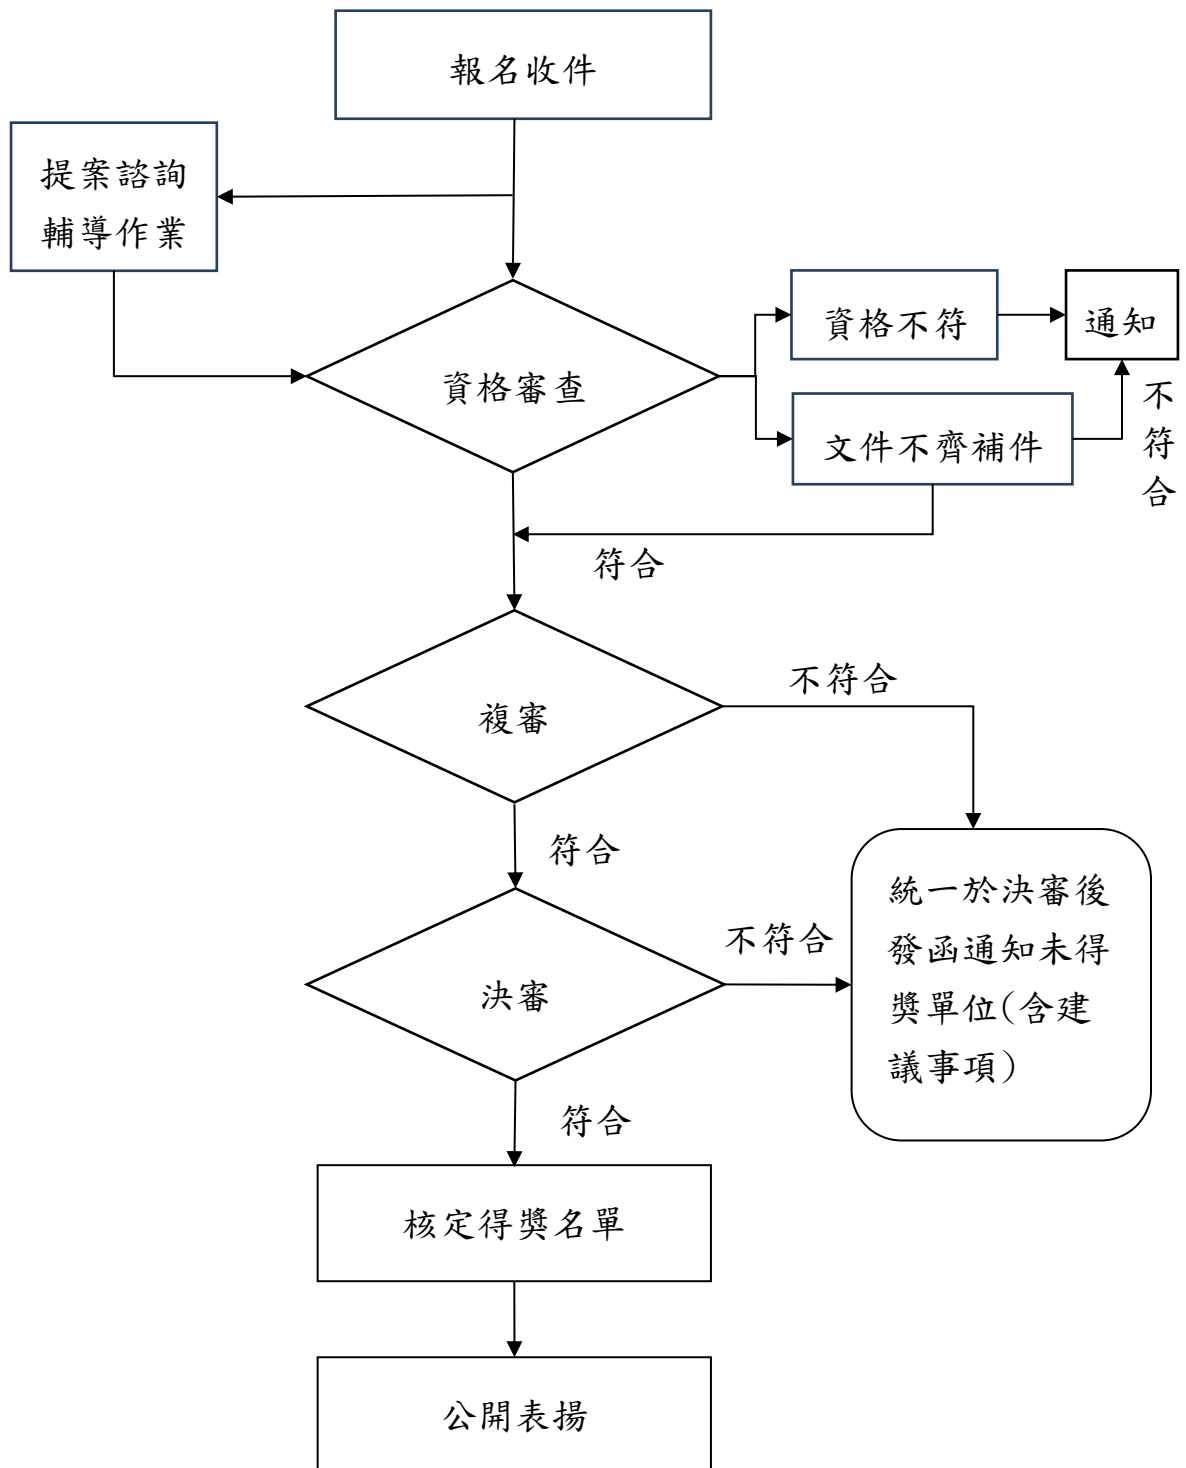 報名收件
提案諮詢
輔導作業
資格不符
通知
資格審查
文件不齊補件
不
符
合
符合
不符合
複審
符合
統一於決審後
發函通知未得
獎單位(含建
議事項)
不符合
決審
符合
核定得獎名單
公開表揚